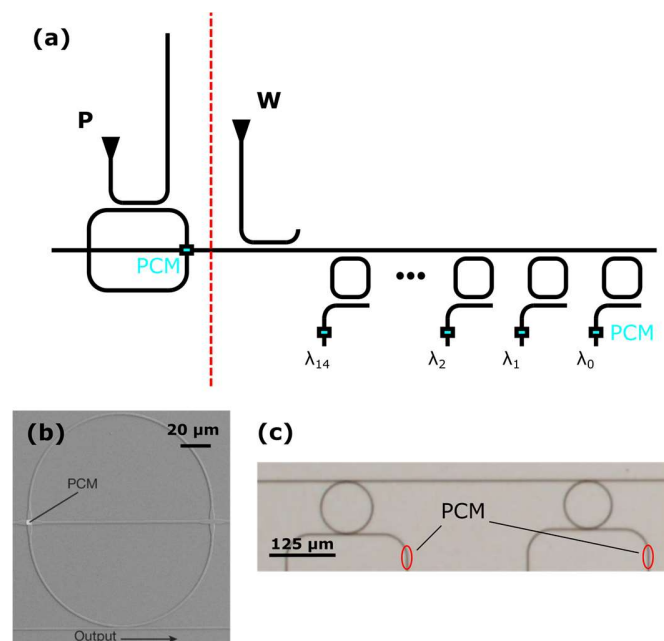 (a)
P
W
PCM
PCM
λ14
•••
λ2
λ1
λ0
(b)
20 µm
PCM
Output
(c)
PCM
125 µm